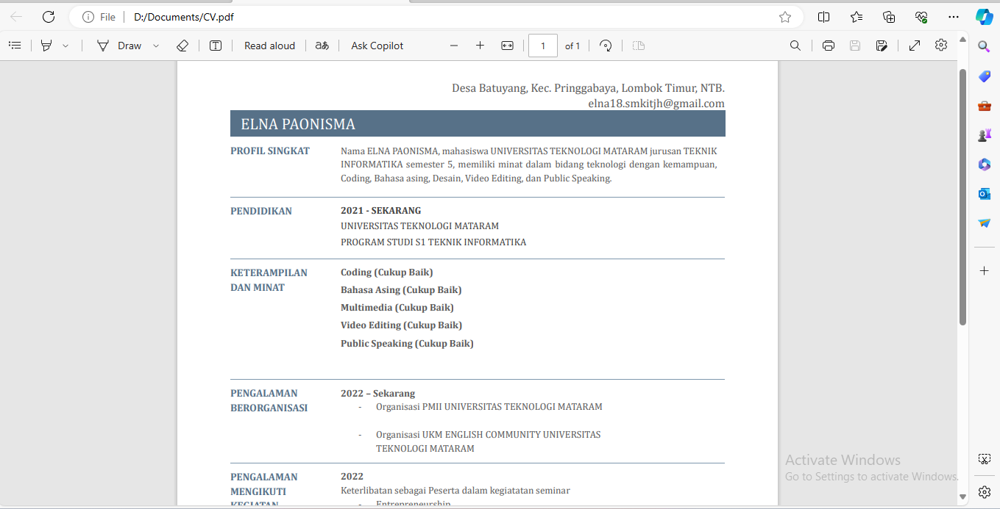 File
D:/Documents/CV.pdf
Draw
Read aloud
aあ
Ask Copilot
1
of 1
Desa Batuyang, Kec. Pringgabaya, Lombok Timur, NTB.
elna18.smkitjh@gmail.com
ELNA PAONISMA
PROFIL SINGKAT
Nama ELNA PAONISMA, mahasiswa UNIVERSITAS TEKNOLOGI MATARAM jurusan TEKNIK
INFORMATIKA semester 5, memiliki minat dalam bidang teknologi dengan kemampuan,
Coding, Bahasa asing, Desain, Video Editing, dan Public Speaking.
PENDIDIKAN
2021 - SEKARANG
UNIVERSITAS TEKNOLOGI MATARAM
PROGRAM STUDI S1 TEKNIK INFORMATIKA
KETERAMPILAN
DAN MINAT
Coding (Cukup Baik)
Bahasa Asing (Cukup Baik)
Multimedia (Cukup Baik)
Video Editing (Cukup Baik)
Public Speaking (Cukup Baik)
PENGALAMAN
BERORGANISASI
2022 – Sekarang
- Organisasi PMII UNIVERSITAS TEKNOLOGI MATARAM
- Organisasi UKM ENGLISH COMMUNITY UNIVERSITAS
TEKNOLOGI MATARAM
PENGALAMAN
MENGIKUTI
KEGIATAN
2022
Keterlibatan sebagai Peserta dalam kegiatatan seminar
- Entrepreneurship
Activate Windows
Go to Settings to activate Windows.